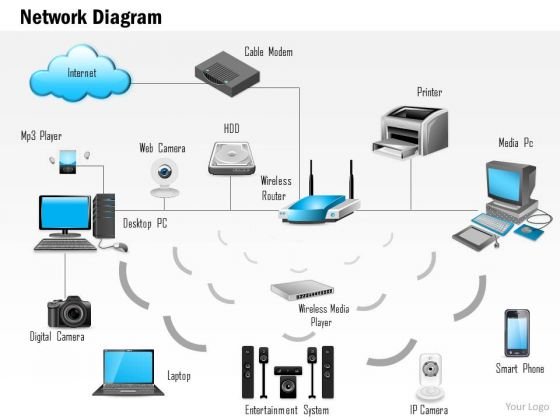 Network Diagram
Cable Modem
Internet
Printer
Mp3 Player
HDD
Web Camera
Media Pc
Wireless
Router
Desktop PC
Wireless Media
Player
Digital Camera
Smart Phone
Laptop
Entertainment System
IP Camera
Your Logo